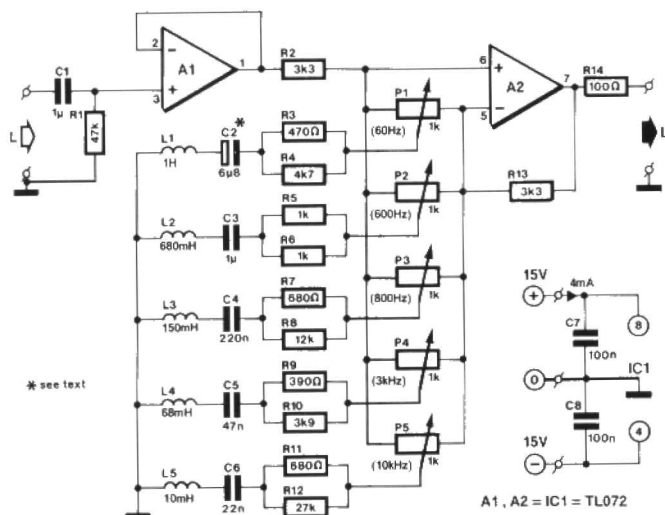 2
A1
1
3
R2
3k3
6
A2
7
5
R14
100Ω
C1
1μ
R1
47k
L
L
L1
1H
C2
*
6μ8
R3
470Ω
R4
4k7
P1
1k
(60Hz)
R13
3k3
L2
680mH
C3
1μ
R5
1k
R6
1k
P2
1k
(600Hz)
L3
150mH
C4
220n
R7
680Ω
R8
12k
P3
1k
(800Hz)
15V
+
4mA
8
C7
100n
* see text
L4
68mH
C5
47n
R9
390Ω
R10
3k9
P4
1k
(3kHz)
0
IC1
C8
100n
4
15V
−
L5
10mH
C6
22n
R11
680Ω
R12
27k
P5
1k
(10kHz)
A1 , A2 = IC1 = TL072
+
−
+
−